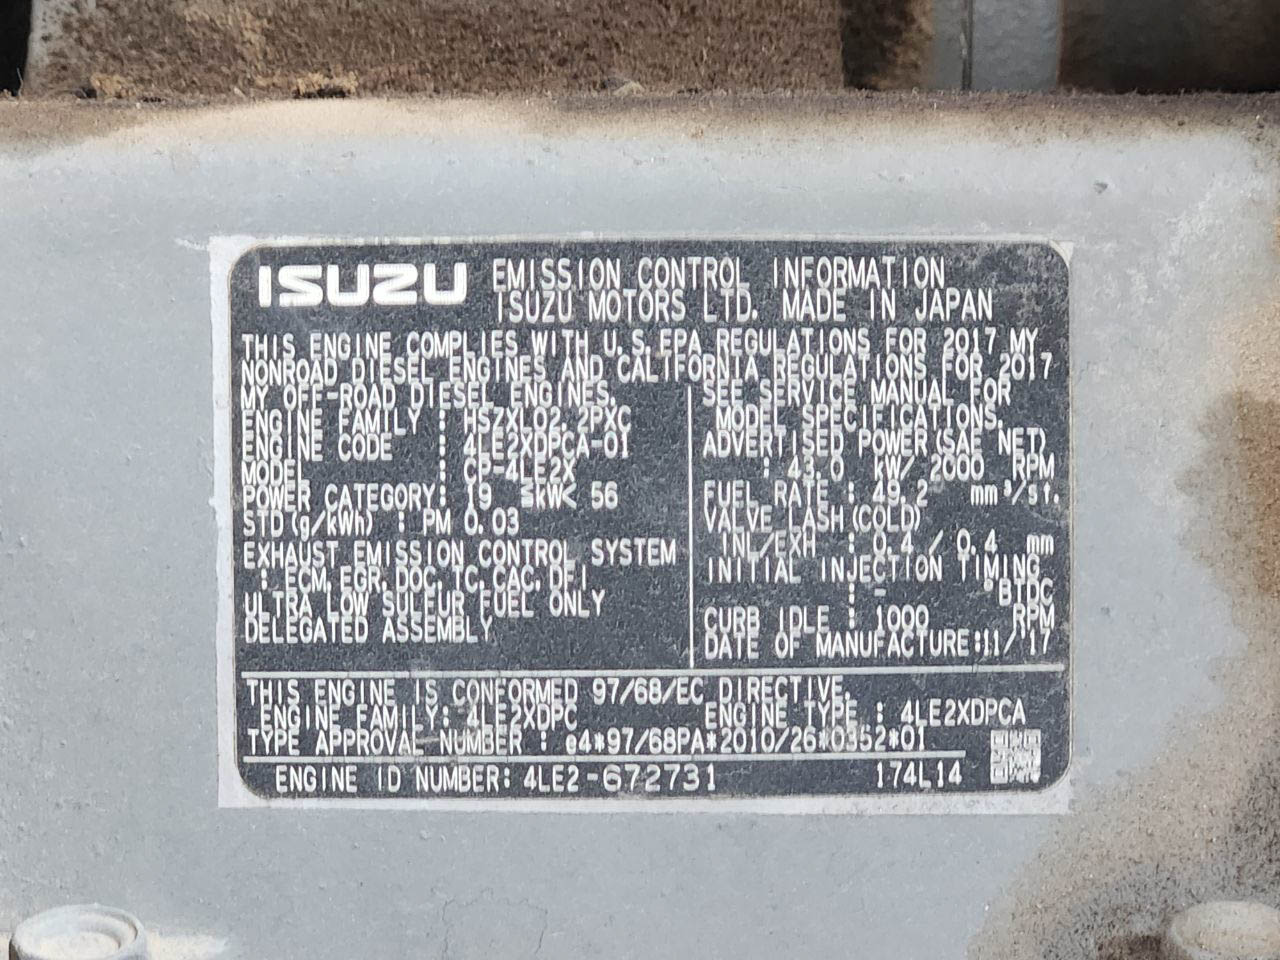 ISUZU EMISSION CONTROL INFORMATION
ISUZU MOTORS LTD. MADE IN JAPAN
THIS ENGINE COMPLIES WITH U.S.EPA REGULATIONS FOR 2017 MY
NONROAD DIESEL ENGINES AND CALIFORNIA REGULATIONS FOR 2017
MY OFF-ROAD DIESEL ENGINES.
ENGINE FAMILY : HSZXL02.2PXC
ENGINE CODE : 4LE2XDPCA-01
MODEL : CP-4LE2X
POWER CATEGORY: 19 ≤kW< 56
STD(g/kWh) : PM 0.03
EXHAUST EMISSION CONTROL SYSTEM
: ECM, EGR, DOC, TC, CAC, DFI
ULTRA LOW SULFUR FUEL ONLY
DELEGATED ASSEMBLY
SEE SERVICE MANUAL FOR
MODEL SPECIFICATIONS.
ADVERTISED POWER(SAE NET)
: 43.0 kW/ 2000 RPM
FUEL RATE : 49.2 mm³/st.
VALVE LASH(COLD)
IN./EXH : 0.4 / 0.4 mm
INITIAL INJECTION TIMING
: - °BTDC
CURB IDLE : 1000 RPM
DATE OF MANUFACTURE:11/'17
THIS ENGINE IS CONFORMED 97/68/EC DIRECTIVE.
ENGINE FAMILY: 4LE2XDPC ENGINE TYPE: 4LE2XDPCA
TYPE APPROVAL NUMBER : e4*97/68PA*2010/26*0352*01
ENGINE ID NUMBER: 4LE2-672731 174L14